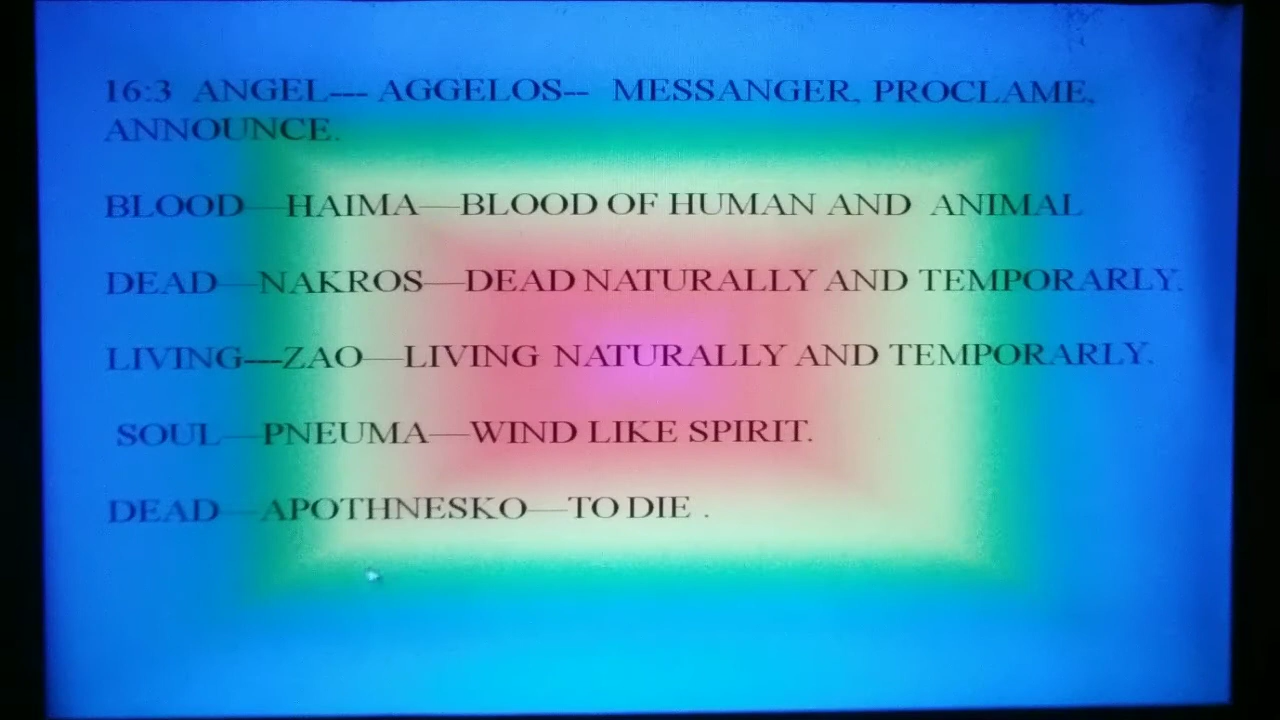 16:3 ANGEL--- AGGELOS-- MESSANGER, PROCLAME,
ANNOUNCE.
BLOOD—HAIMA—BLOOD OF HUMAN AND ANIMAL
DEAD—NAKROS—DEAD NATURALLY AND TEMPORARLY.
LIVING---ZAO—LIVING NATURALLY AND TEMPORARLY.
SOUL—PNEUMA—WIND LIKE SPIRIT.
DEAD—APOTHNESKO—TO DIE .